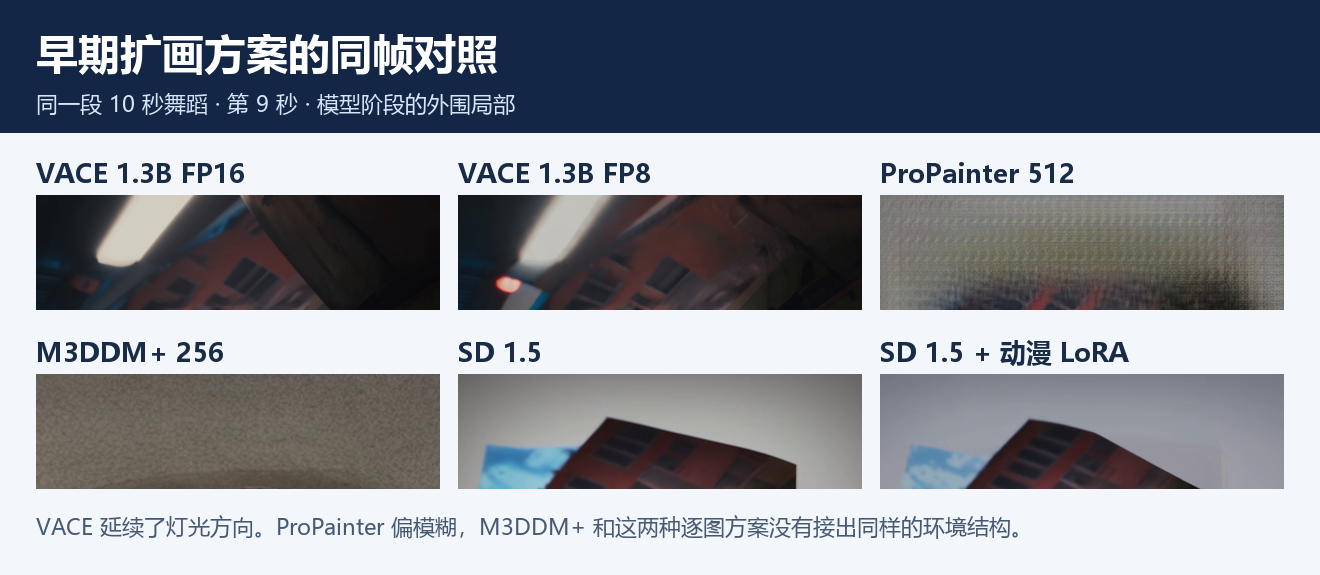 早期扩画方案的同帧对照
同一段 10 秒舞蹈 · 第 9 秒 · 模型阶段的外围局部
VACE 1.3B FP16
VACE 1.3B FP8
ProPainter 512
M3DDM+ 256
SD 1.5
SD 1.5 + 动漫 LoRA
VACE 延续了灯光方向。ProPainter 偏模糊，M3DDM+ 和这两种逐图方案没有接出同样的环境结构。